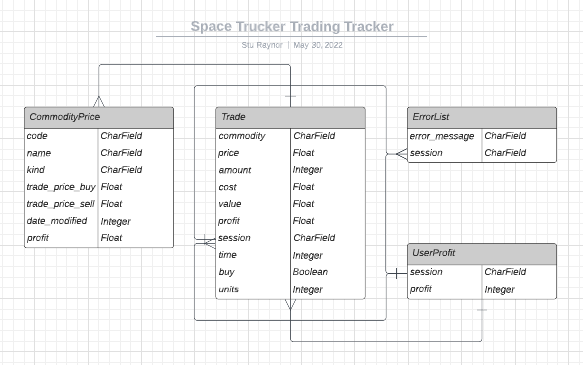 Space Trucker Trading Tracker
Stu Raynor | May 30, 2022
CommodityPrice
code CharField
name CharField
kind CharField
trade_price_buy Float
trade_price_sell Float
date_modified Integer
profit Float
Trade
commodity CharField
price Float
amount Integer
cost Float
value Float
profit Float
session CharField
time Integer
buy Boolean
units Integer
ErrorList
error_message CharField
session CharField
UserProfit
session CharField
profit Integer